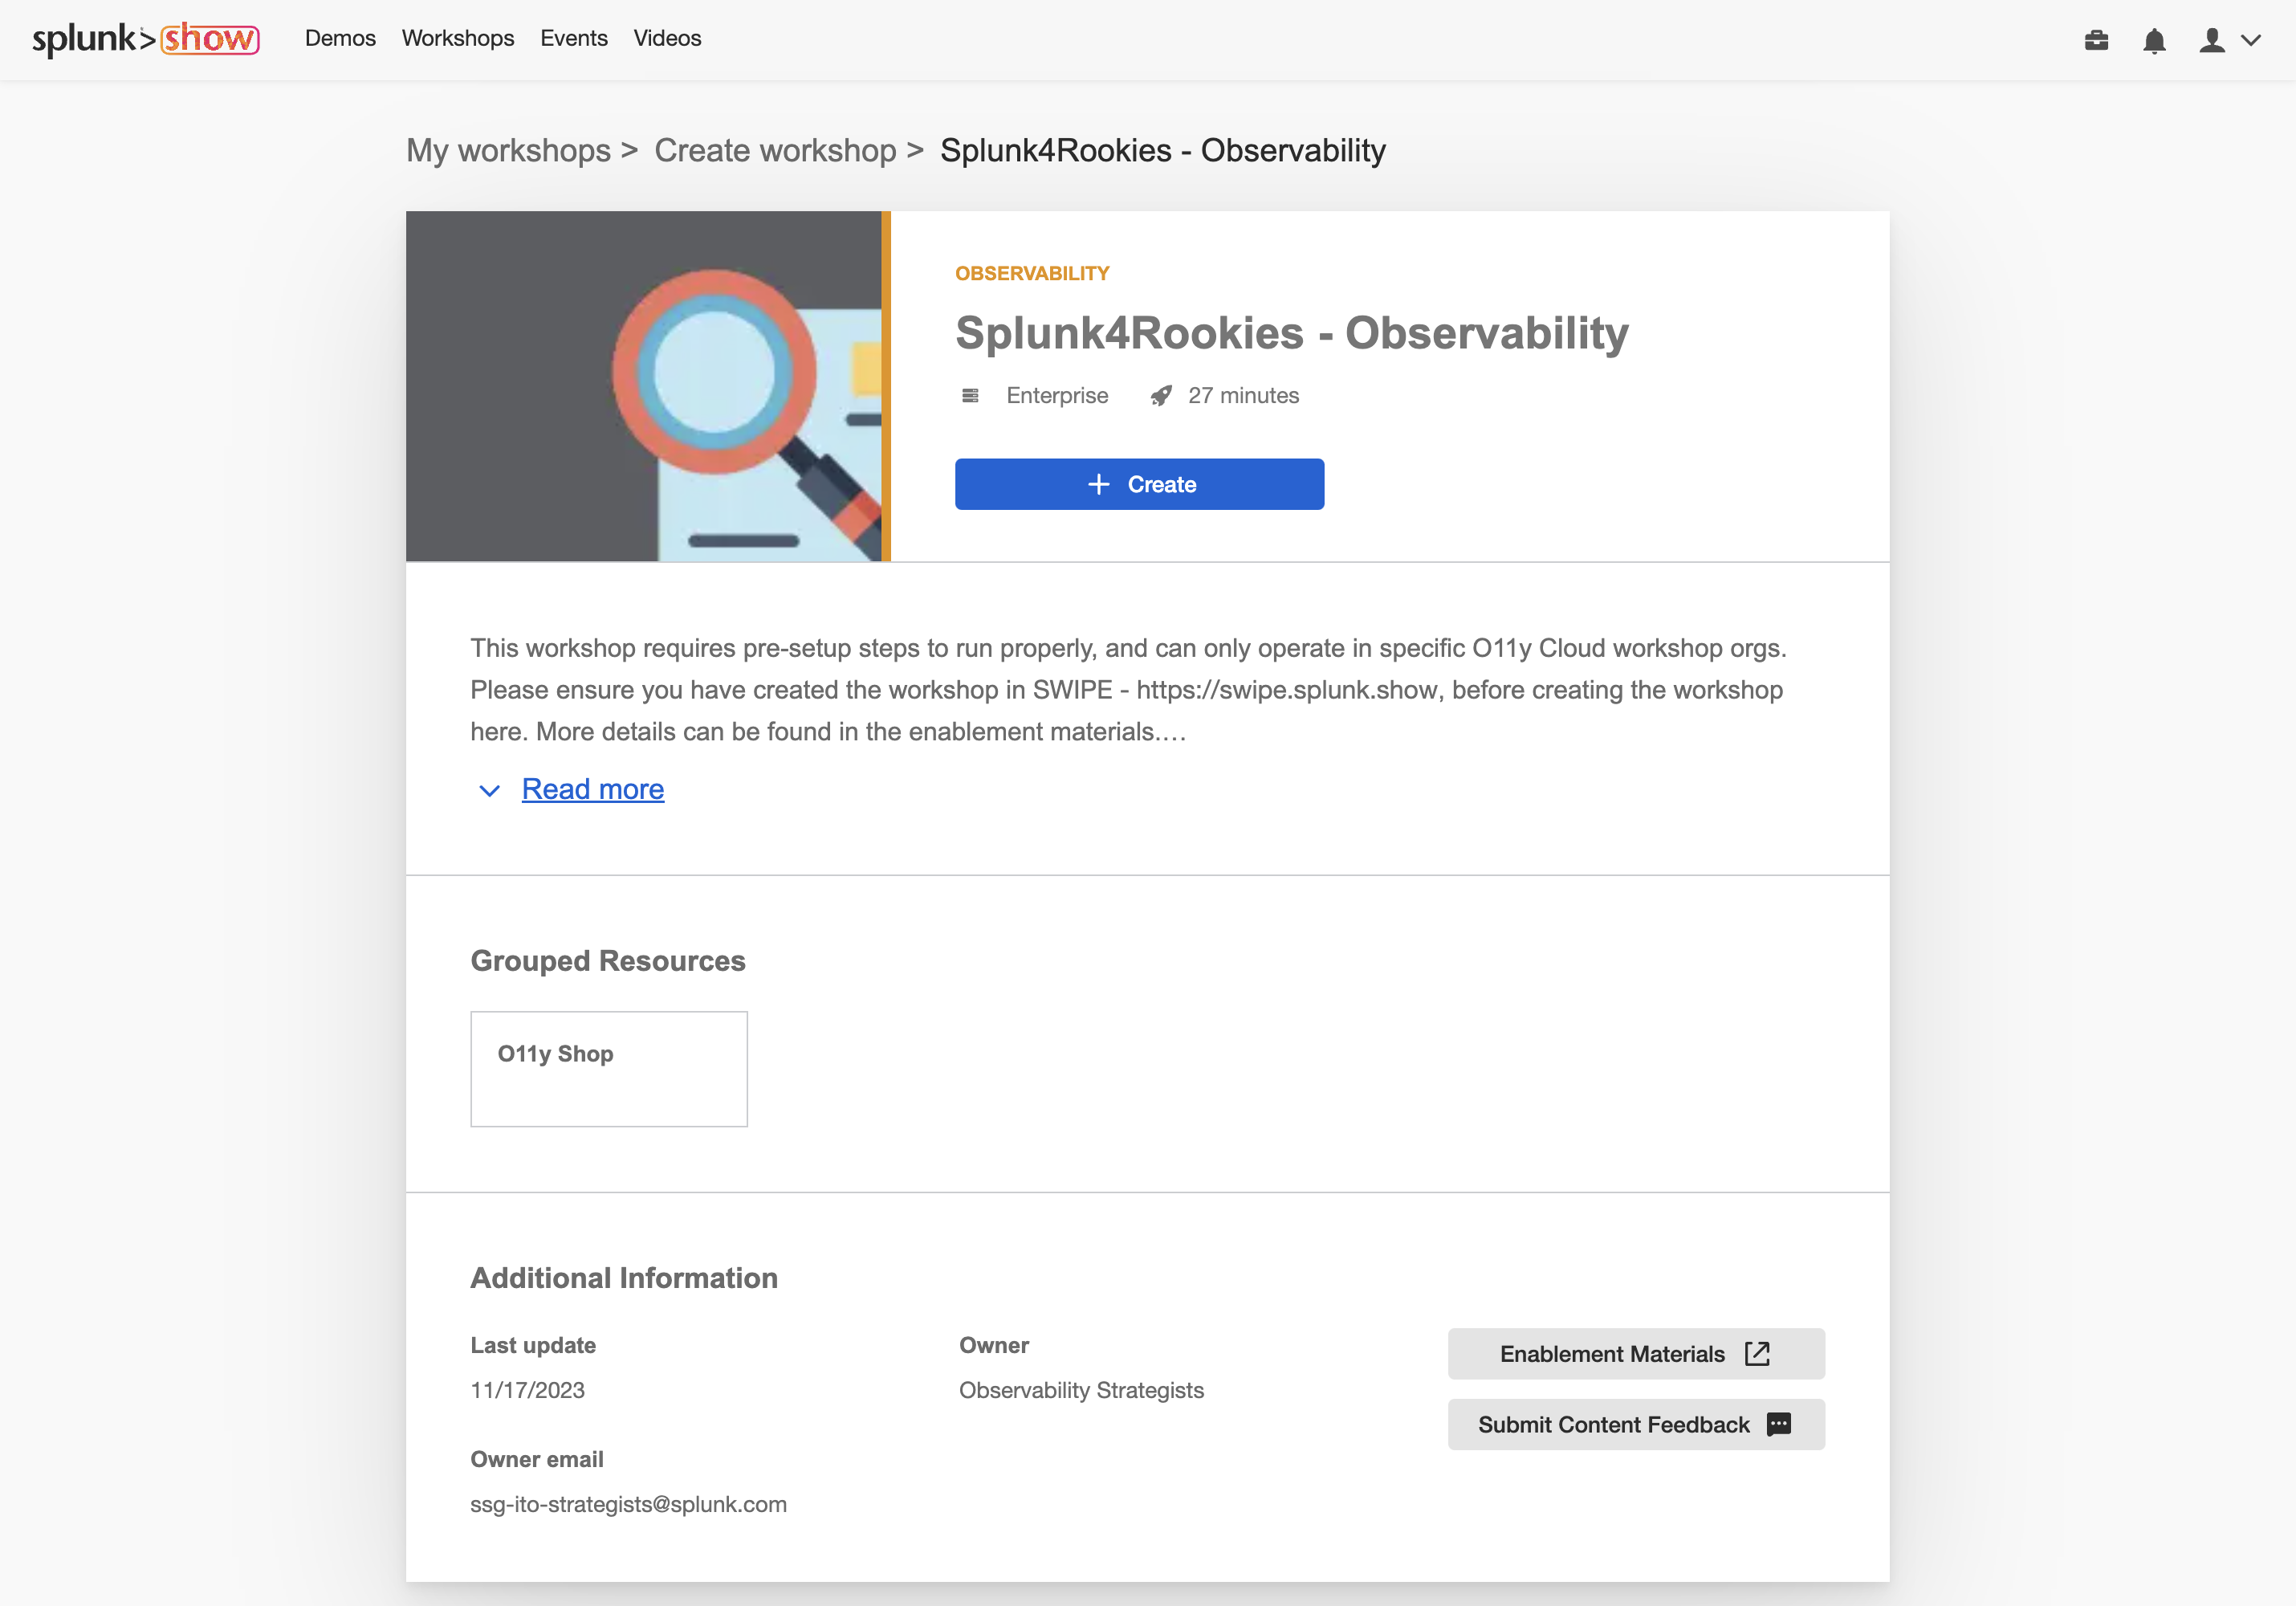 splunk> show Demos Workshops Events Videos
My workshops > Create workshop > Splunk4Rookies - Observability
OBSERVABILITY
Splunk4Rookies - Observability
Enterprise 27 minutes
+ Create
This workshop requires pre-setup steps to run properly, and can only operate in specific O11y Cloud workshop orgs.
Please ensure you have created the workshop in SWIPE - https://swipe.splunk.show, before creating the workshop
here. More details can be found in the enablement materials....
Read more
Grouped Resources
O11y Shop
Additional Information
Last update
11/17/2023
Owner
Observability Strategists
Owner email
ssg-ito-strategists@splunk.com
Enablement Materials
Submit Content Feedback